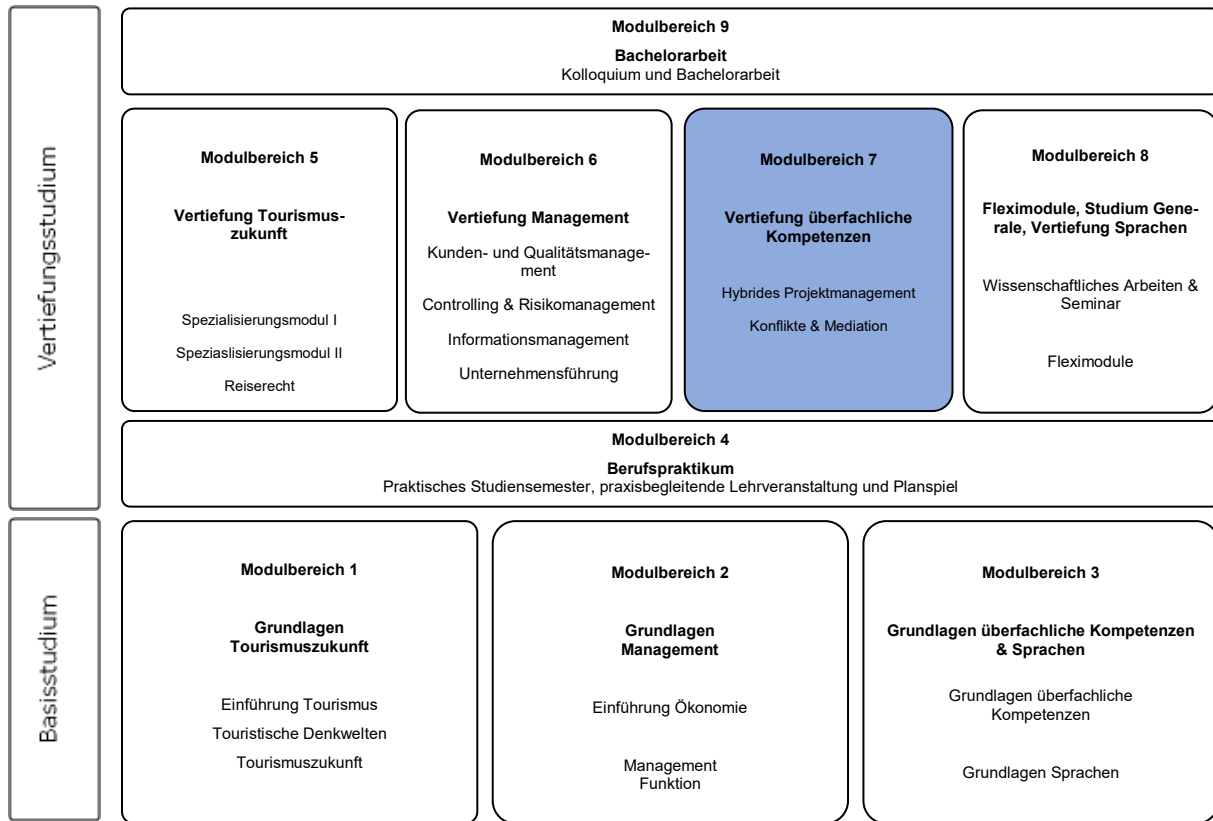 Vertiefungsstudium
Modulbereich 9
Bachelorarbeit
Kolloquium und Bachelorarbeit
Modulbereich 5
Vertiefung Tourismus-
zukunft
Spezialisierungsmodul I
Speziaslisierungsmodul II
Reiserecht
Modulbereich 6
Vertiefung Management
Kunden- und Qualitätsmanage-
ment
Controlling & Risikomanagement
Informationsmanagement
Unternehmensführung
Modulbereich 7
Vertiefung überfachliche
Kompetenzen
Hybrides Projektmanagement
Konflikte & Mediation
Modulbereich 8
Fleximodule, Studium Gene-
rale, Vertiefung Sprachen
Wissenschaftliches Arbeiten &
Seminar
Fleximodule
Modulbereich 4
Berufspraktikum
Praktisches Studiensemester, praxisbegleitende Lehrveranstaltung und Planspiel
Basisstudium
Modulbereich 1
Grundlagen
Tourismuszukunft
Einführung Tourismus
Touristische Denkwelten
Tourismuszukunft
Modulbereich 2
Grundlagen
Management
Einführung Ökonomie
Management
Funktion
Modulbereich 3
Grundlagen überfachliche Kompetenzen
& Sprachen
Grundlagen überfachliche
Kompetenzen
Grundlagen Sprachen